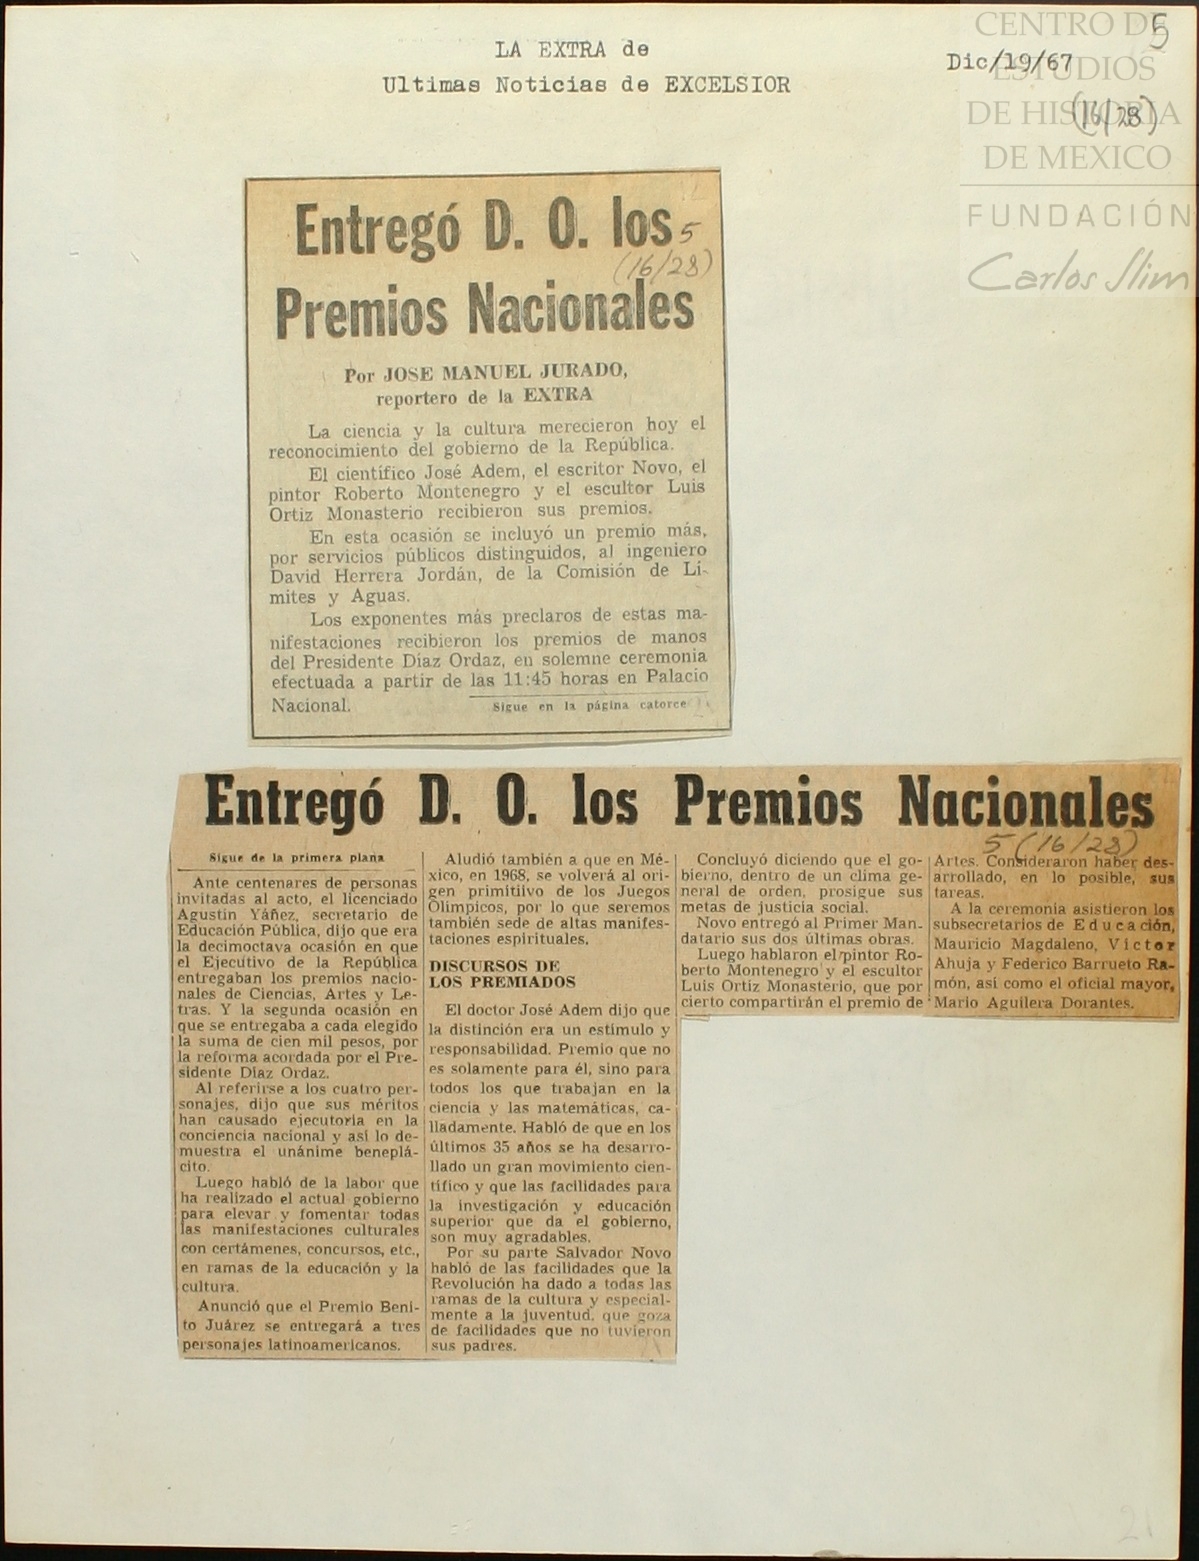 LA EXTRA de
Ultimas Noticias de EXCELSIOR
Dic/19/67
5
(16/28)
CENTRO DE
ESTUDIOS
DE HISTORIA
DE MEXICO
FUNDACIÓN
Carlos Slim
Entregó D. O. los
5
(16/28)
Premios Nacionales
Por JOSE MANUEL JURADO,
reportero de la EXTRA
La ciencia y la cultura merecieron hoy el
reconocimiento del gobierno de la República.
El científico José Adem, el escritor Novo, el
pintor Roberto Montenegro y el escultor Luis
Ortiz Monasterio recibieron sus premios.
En esta ocasión se incluyó un premio más,
por servicios públicos distinguidos, al ingeniero
David Herrera Jordán, de la Comisión de Lí-
mites y Aguas.
Los exponentes más preclaros de estas ma-
nifestaciones recibieron los premios de manos
del Presidente Díaz Ordaz, en solemne ceremonia
efectuada a partir de las 11:45 horas en Palacio
Nacional.
Sigue en la página catorce
Entregó D. O. los Premios Nacionales
5 (16/28)
Sigue de la primera plana
Ante centenares de personas
invitadas al acto, el licenciado
Agustín Yáñez, secretario de
Educación Pública, dijo que era
la decimoctava ocasión en que
el Ejecutivo de la República
entregaban los premios nacio-
nales de Ciencias, Artes y Le-
tras. Y la segunda ocasión en
que se entregaba a cada elegido
la suma de cien mil pesos, por
la reforma acordada por el Pre-
sidente Díaz Ordaz.
Al referirse a los cuatro per-
sonajes, dijo que sus méritos
han causado ejecutoria en la
conciencia nacional y así lo de-
muestra el unánime beneplá-
cito.
Luego habló de la labor que
ha realizado el actual gobierno
para elevar y fomentar todas
las manifestaciones culturales
con certámenes, concursos, etc.,
en ramas de la educación y la
cultura.
Anunció que el Premio Beni-
to Juárez se entregará a tres
personajes latinoamericanos.
Aludió también a que en Mé-
xico, en 1968, se volverá al ori-
gen primitiivo de los Juegos
Olímpicos, por lo que seremos
también sede de altas manifes-
taciones espirituales.
DISCURSOS DE
LOS PREMIADOS
El doctor José Adem dijo que
la distinción era un estímulo y
responsabilidad. Premio que no
es solamente para él, sino para
todos los que trabajan en la
ciencia y las matemáticas, ca-
lladamente. Habló de que en los
últimos 35 años se ha desarro-
llado un gran movimiento cien-
tífico y que las facilidades para
la investigación y educación
superior que da el gobierno,
son muy agradables.
Por su parte Salvador Novo
habló de las facilidades que la
Revolución ha dado a todas las
ramas de la cultura y especial-
mente a la juventud, que goza
de facilidades que no tuvieron
sus padres.
Concluyó diciendo que el go-
bierno, dentro de un clima ge-
neral de orden, prosigue sus
metas de justicia social.
Novo entregó al Primer Man-
datario sus dos últimas obras.
Luego hablaron el pintor Ro-
berto Montenegro y el escultor
Luis Ortiz Monasterio, que por
cierto compartirán el premio de
Artes. Consideraron haber des-
arrollado, en lo posible, sus
tareas.
A la ceremonia asistieron los
subsecretarios de Educación,
Mauricio Magdaleno, Víctor
Ahuja y Federico Barrueto Ra-
món, así como el oficial mayor,
Mario Aguilera Dorantes.
21